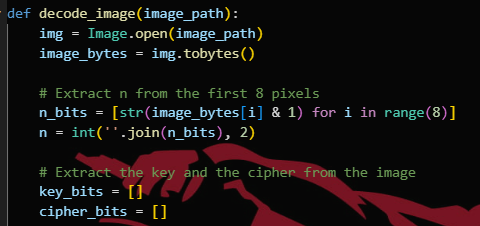 def decode_image(image_path):
    img = Image.open(image_path)
    image_bytes = img.tobytes()
    # Extract n from the first 8 pixels
    n_bits = [str(image_bytes[i] & 1) for i in range(8)]
    n = int(''.join(n_bits), 2)
    # Extract the key and the cipher from the image
    key_bits = []
    cipher_bits = []